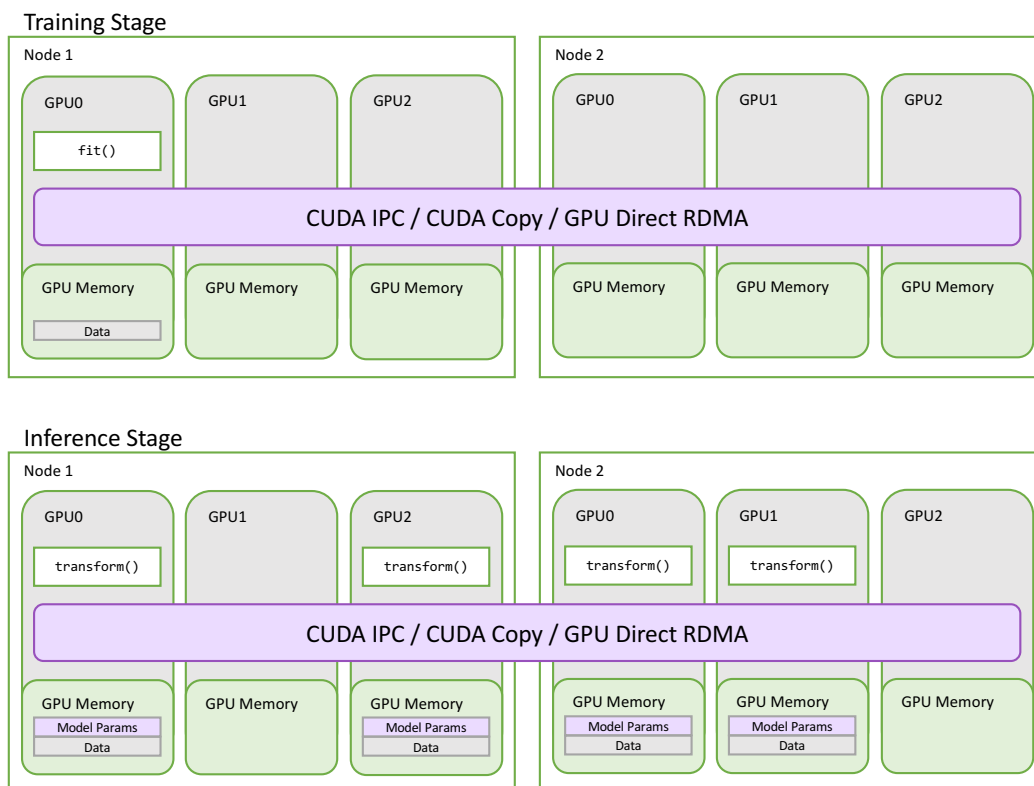 Training Stage
Node 1
Node 2
GPU0
GPU1
GPU2
GPU0
GPU1
GPU2
fit()
CUDA IPC / CUDA Copy / GPU Direct RDMA
GPU Memory
GPU Memory
GPU Memory
GPU Memory
GPU Memory
GPU Memory
Data
Inference Stage
Node 1
Node 2
GPU0
GPU1
GPU2
GPU0
GPU1
GPU2
transform()
transform()
transform()
transform()
CUDA IPC / CUDA Copy / GPU Direct RDMA
GPU Memory
GPU Memory
GPU Memory
GPU Memory
GPU Memory
GPU Memory
Model Params
Model Params
Model Params
Model Params
Data
Data
Data
Data